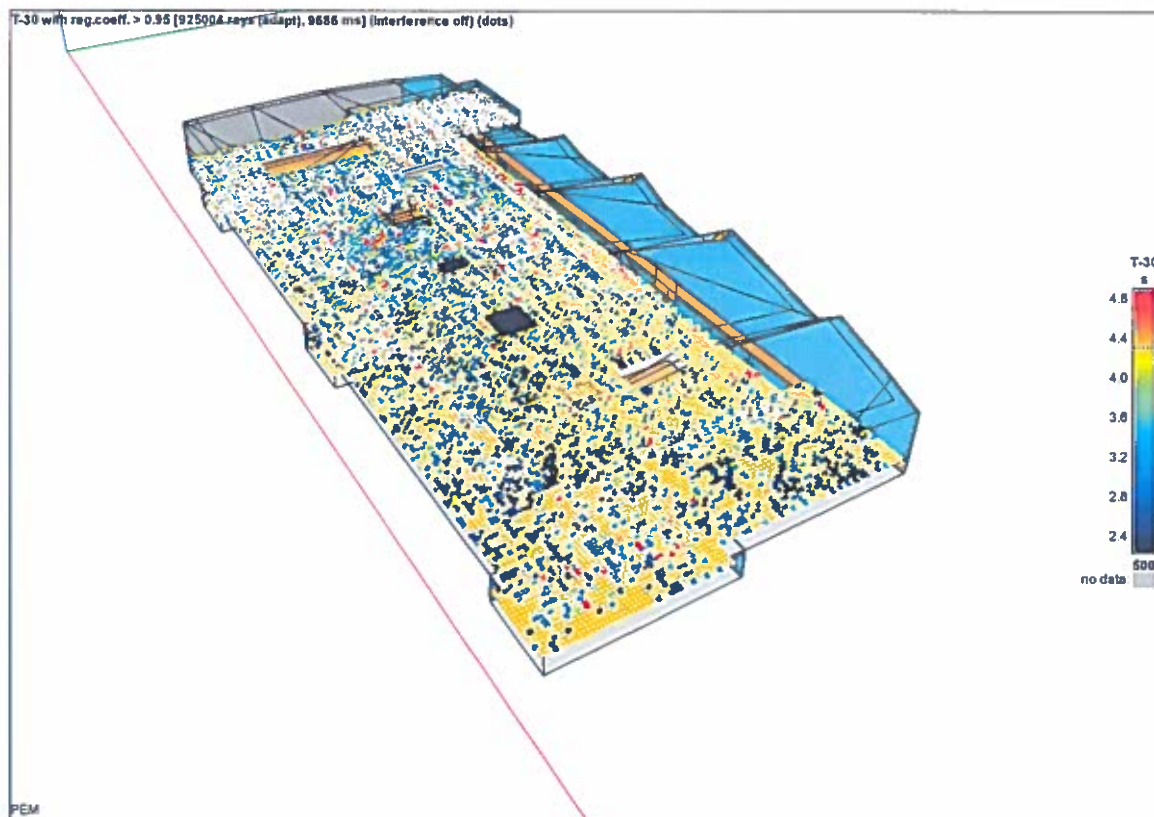 T-30 with reg.coeff. > 0.95 [925004 rays (adapt), 9686 ms] (Interference off) (dots)
T-30
s
4.8
4.4
4.0
3.6
3.2
2.8
2.4
500
no data
PEM